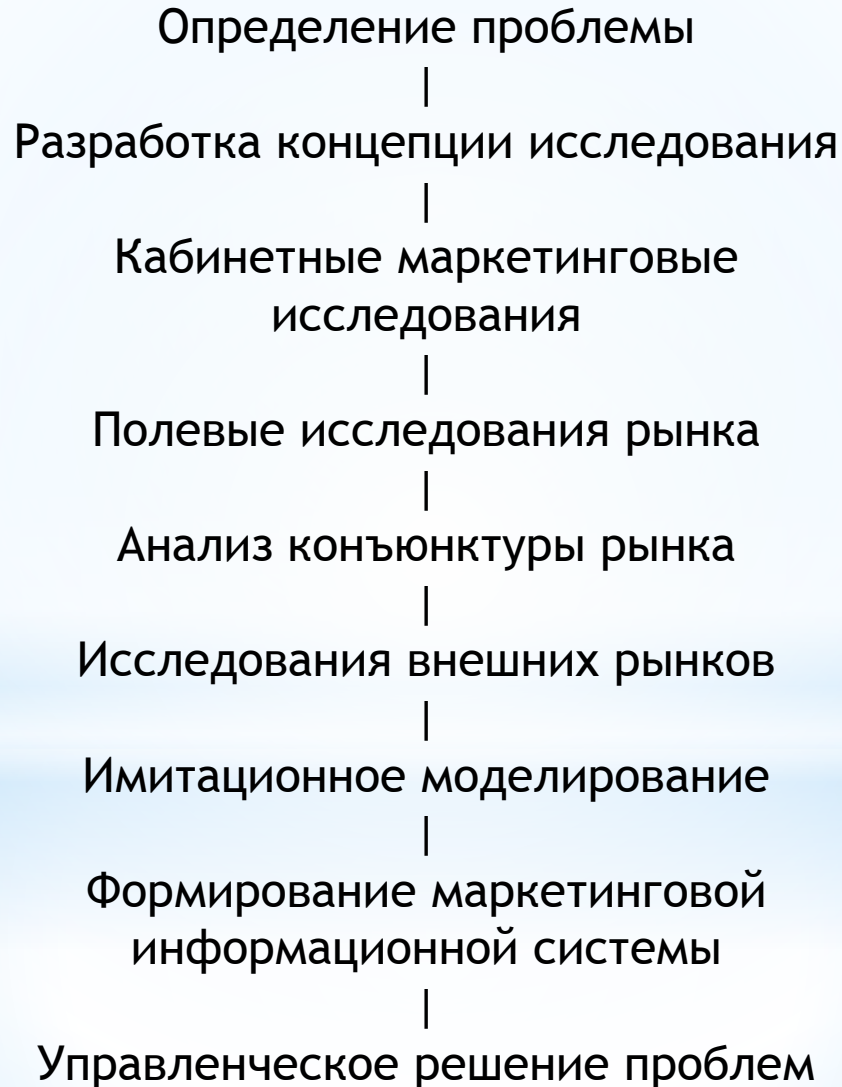 Определение проблемы
|
Разработка концепции исследования
|
Кабинетные маркетинговые
исследования
|
Полевые исследования рынка
|
Анализ конъюнктуры рынка
|
Исследования внешних рынков
|
Имитационное моделирование
|
Формирование маркетинговой
информационной системы
|
Управленческое решение проблем